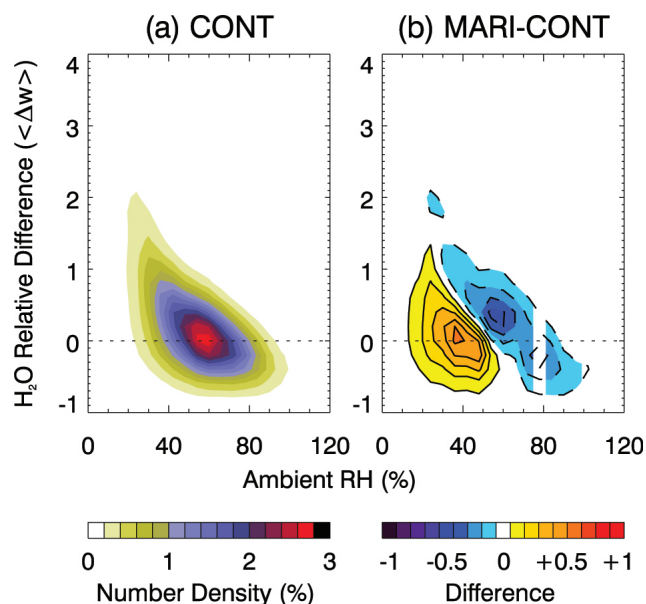 (a) CONT
(b) MARI-CONT
H₂O Relative Difference (<Δw>)
4
3
2
1
0
-1
4
3
2
1
0
-1
0 40 80 120
0 40 80 120
Ambient RH (%)
0 1 2 3
Number Density (%)
-1 -0.5 0 +0.5 +1
Difference